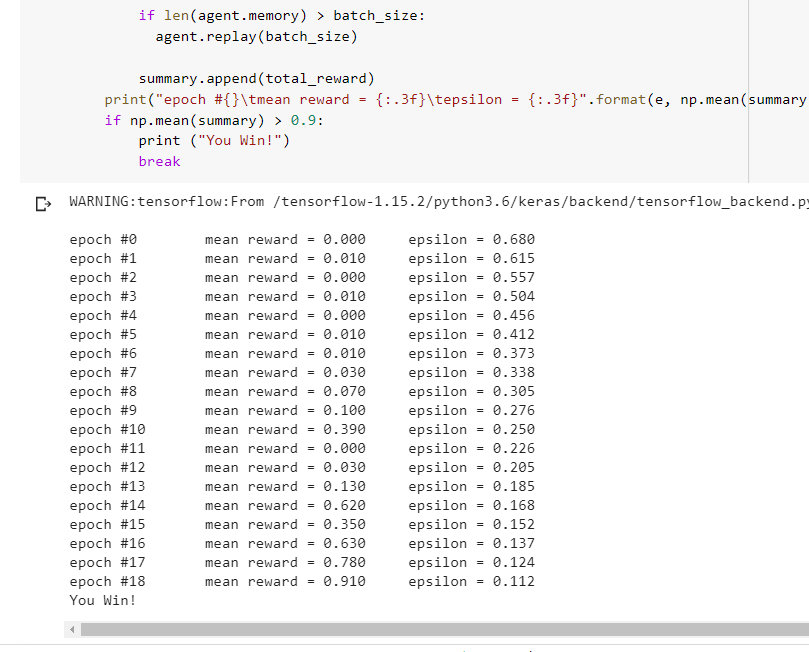 if len(agent.memory) > batch_size:
agent.replay(batch_size)
summary.append(total_reward)
print("epoch #{}\tmean reward = {:.3f}\tepsilon = {:.3f}".format(e, np.mean(summary
if np.mean(summary) > 0.9:
print ("You Win!")
break
WARNING:tensorflow:From /tensorflow-1.15.2/python3.6/keras/backend/tensorflow_backend.py
epoch #0 mean reward = 0.000 epsilon = 0.680
epoch #1 mean reward = 0.010 epsilon = 0.615
epoch #2 mean reward = 0.000 epsilon = 0.557
epoch #3 mean reward = 0.010 epsilon = 0.504
epoch #4 mean reward = 0.000 epsilon = 0.456
epoch #5 mean reward = 0.010 epsilon = 0.412
epoch #6 mean reward = 0.010 epsilon = 0.373
epoch #7 mean reward = 0.030 epsilon = 0.338
epoch #8 mean reward = 0.070 epsilon = 0.305
epoch #9 mean reward = 0.100 epsilon = 0.276
epoch #10 mean reward = 0.390 epsilon = 0.250
epoch #11 mean reward = 0.000 epsilon = 0.226
epoch #12 mean reward = 0.030 epsilon = 0.205
epoch #13 mean reward = 0.130 epsilon = 0.185
epoch #14 mean reward = 0.620 epsilon = 0.168
epoch #15 mean reward = 0.350 epsilon = 0.152
epoch #16 mean reward = 0.630 epsilon = 0.137
epoch #17 mean reward = 0.780 epsilon = 0.124
epoch #18 mean reward = 0.910 epsilon = 0.112
You Win!